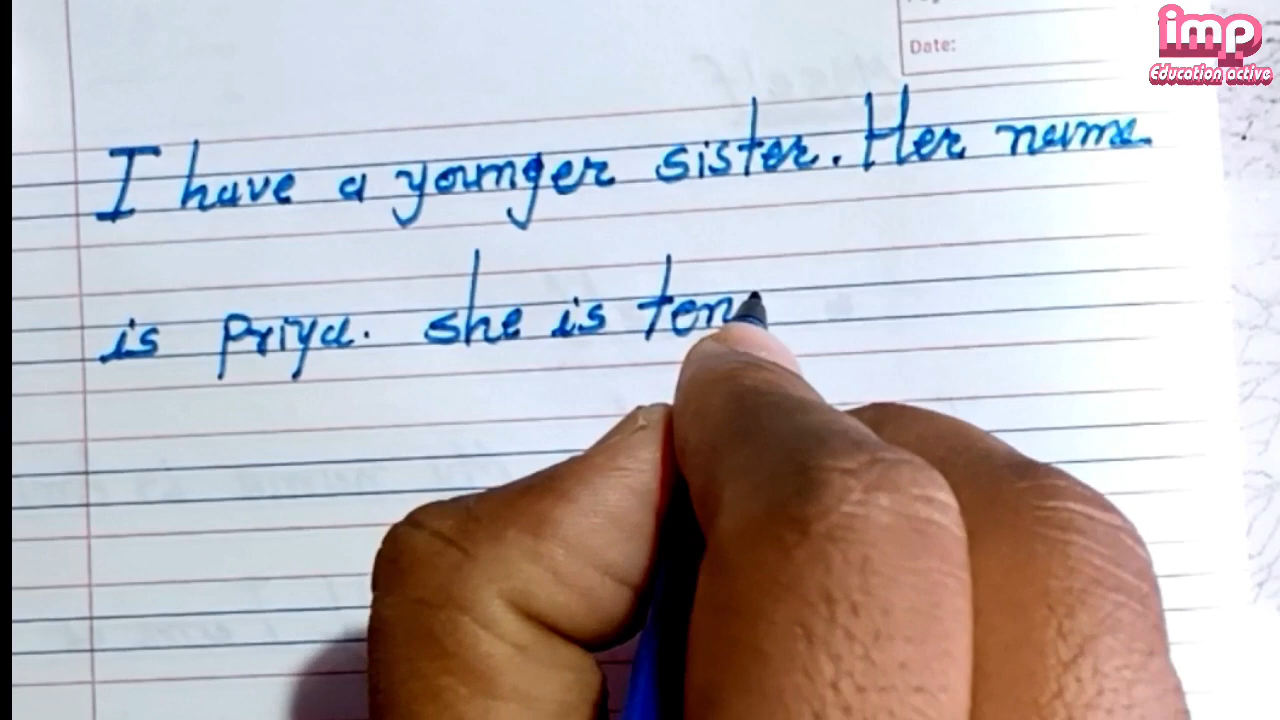 imp
Education active
Date:
I have a younger sister. Her name
is Priya. she is ten